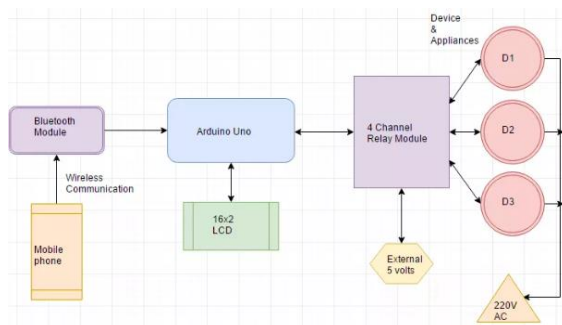 Device
&
Appliances
D1
Bluetooth
Module
Arduino Uno
4 Channel
Relay Module
D2
Wireless
Communication
D3
16x2
LCD
Mobile
phone
External
5 volts
220V
AC